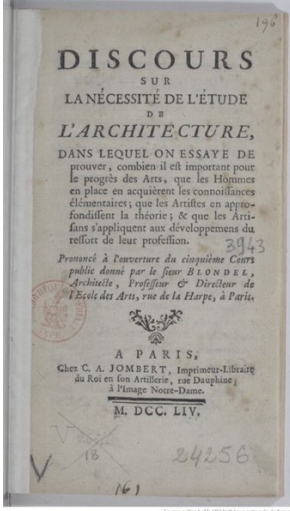 196
DISCOURS
SUR
LA NÉCESSITÉ DE L'ÉTUDE
DE
L'ARCHITECTURE,
DANS LEQUEL ON ESSAYE DE
prouver, combien il est important pour
le progrès des Arts, que les Hommes
en place en acquièrent les connoissances
élémentaires; que les Artistes en appro-
fondissent la théorie; & que les Arti-
sans s'appliquent aux développemens du
ressort de leur profession.
3943
Prononcé à l'ouverture du cinquième Cours
public donné par le sieur BLONDEL,
Architecte, Professeur & Directeur de
l'Ecole des Arts, rue de la Harpe, à Paris.
A PARIS,
Chez C. A. JOMBERT, Imprimeur-Libraire
du Roi en son Artillerie, rue Dauphine;
à l'Image Notre-Dame.
M. DCC. LIV.
V
18
24256